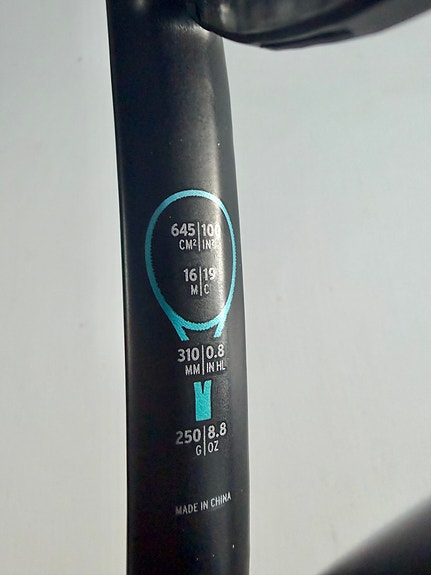 645|100
CM²|IN²
16|19
M|C
310|0.8
MM|IN HL
250|8.8
G|OZ
MADE IN CHINA